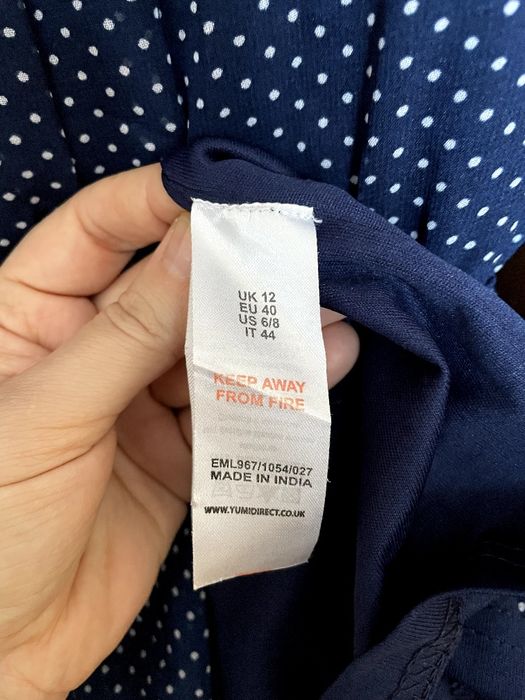 UK 12
EU 40
US 6/8
IT 44
KEEP AWAY
FROM FIRE
EML967/1054/027
MADE IN INDIA
WWW.YUMIDIRECT.CO.UK